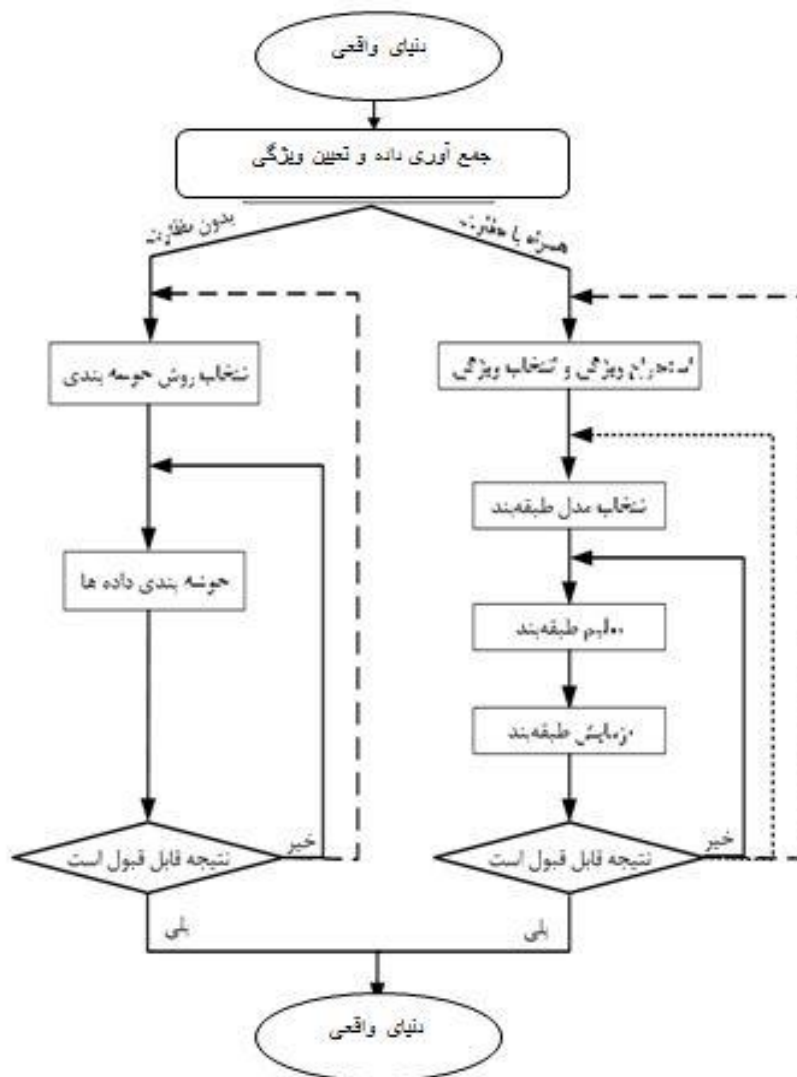 دنیای واقعی
جمع آوری داده و تعیین ویژگی
همراه با نظارت
بدون نظارت
استخراج ویژگی و انتخاب ویژگی
انتخاب مدل طبقه‌بند
تعلیم طبقه‌بند
آزمایش طبقه‌بند
نتیجه قابل قبول است
خیر
بلی
انتخاب روش خوشه بندی
خوشه بندی داده ها
نتیجه قابل قبول است
خیر
بلی
دنیای واقعی